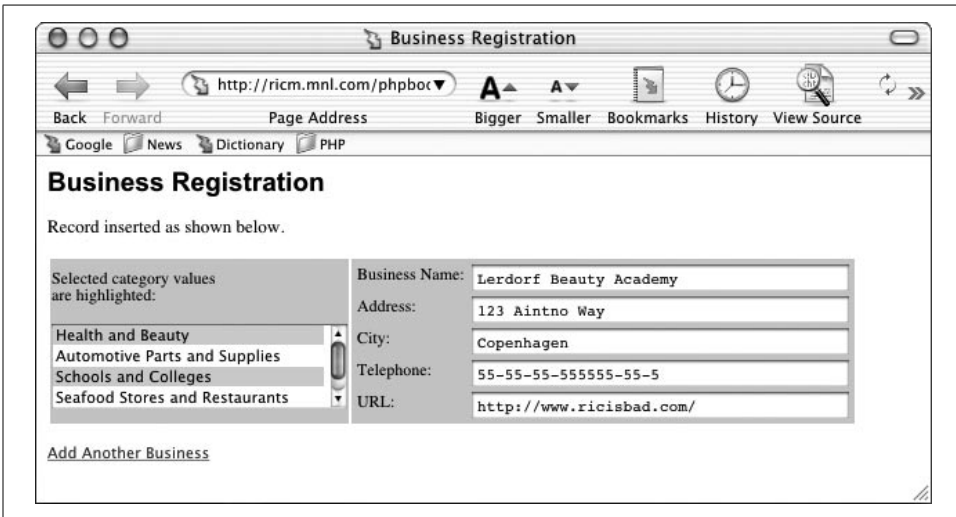 Business Registration
http://ricm.mnl.com/phpboc
Back Forward Page Address Bigger Smaller Bookmarks History View Source
Google News Dictionary PHP
Business Registration
Record inserted as shown below.
Selected category values
are highlighted:
Health and Beauty
Automotive Parts and Supplies
Schools and Colleges
Seafood Stores and Restaurants
Business Name: Lerdorf Beauty Academy
Address: 123 Aintno Way
City: Copenhagen
Telephone: 55-55-55-555555-55-5
URL: http://www.ricisbad.com/
Add Another Business